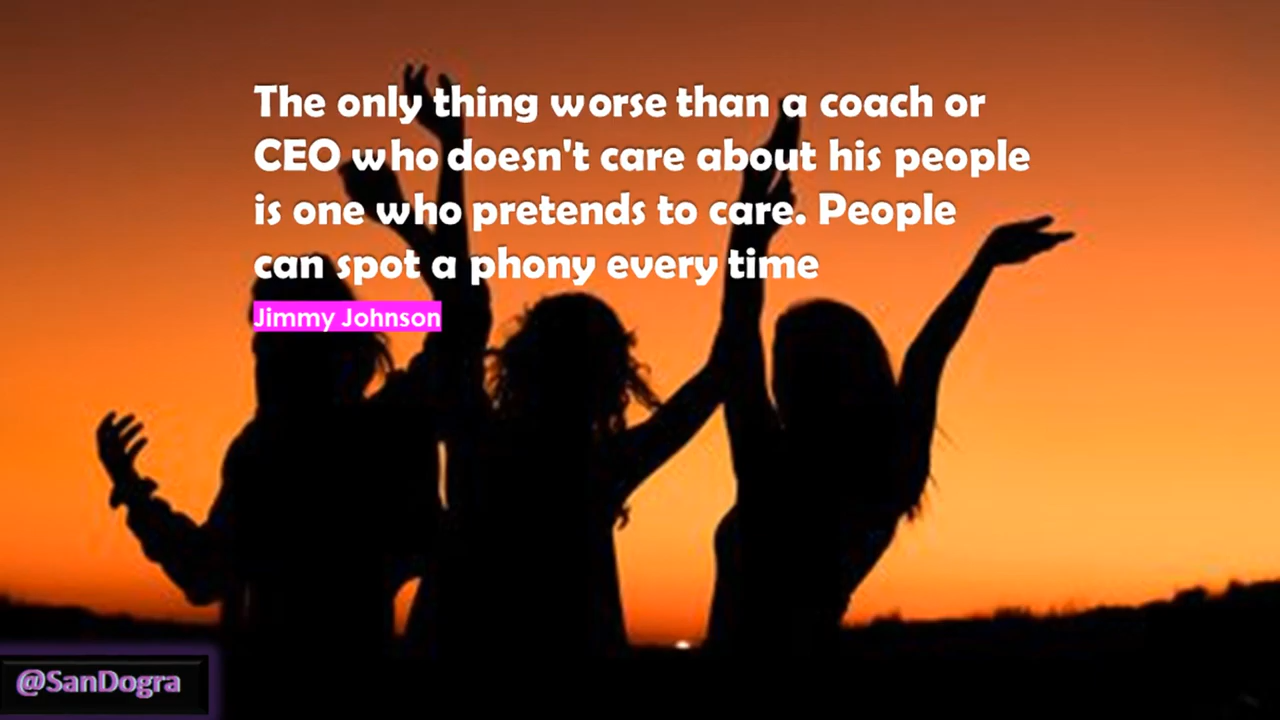 The only thing worse than a coach or
CEO who doesn't care about his people
is one who pretends to care. People
can spot a phony every time
Jimmy Johnson
@SanDogra